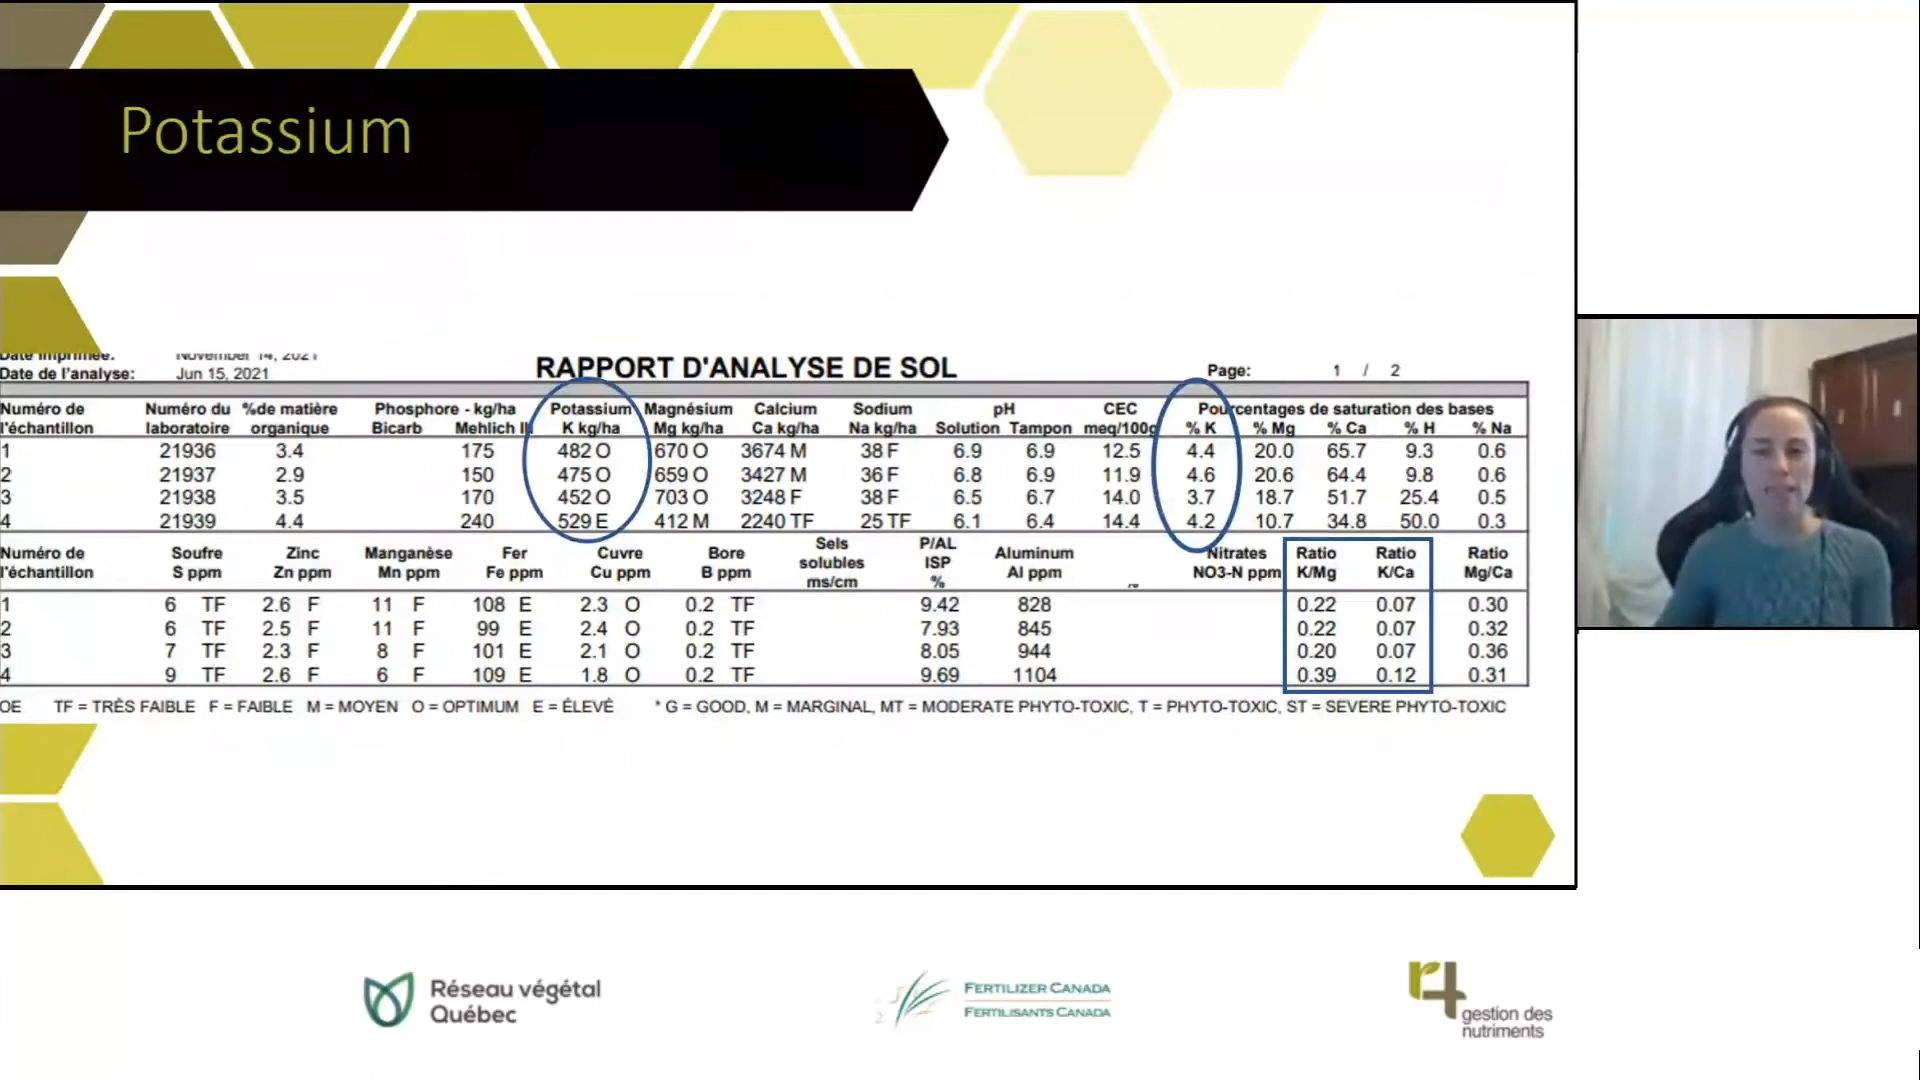 Potassium
Date imprimée: November 14, 2021
Date de l'analyse: Jun 15, 2021
RAPPORT D'ANALYSE DE SOL
Page: 1 / 2
Numéro de l'échantillon Numéro du laboratoire %de matière organique Phosphore - kg/ha Bicarb Mehlich III Potassium K kg/ha Magnésium Mg kg/ha Calcium Ca kg/ha Sodium Na kg/ha pH Solution Tampon CEC meq/100g Pourcentages de saturation des bases % K % Mg % Ca % H % Na
1 21936 3.4 175 482 O 670 O 3674 M 38 F 6.9 6.9 12.5 4.4 20.0 65.7 9.3 0.6
2 21937 2.9 150 475 O 659 O 3427 M 36 F 6.8 6.9 11.9 4.6 20.6 64.4 9.8 0.6
3 21938 3.5 170 452 O 703 O 3248 F 38 F 6.5 6.7 14.0 3.7 18.7 51.7 25.4 0.5
4 21939 4.4 240 529 E 412 M 2240 TF 25 TF 6.1 6.4 14.4 4.2 10.7 34.8 50.0 0.3
Numéro de l'échantillon Soufre S ppm Zinc Zn ppm Manganèse Mn ppm Fer Fe ppm Cuvre Cu ppm Bore B ppm Sels solubles ms/cm P/AL ISP % Aluminum Al ppm Nitrates NO3-N ppm Ratio K/Mg Ratio K/Ca Ratio Mg/Ca
1 6 TF 2.6 F 11 F 108 E 2.3 O 0.2 TF 9.42 828 0.22 0.07 0.30
2 6 TF 2.5 F 11 F 99 E 2.4 O 0.2 TF 7.93 845 0.22 0.07 0.32
3 7 TF 2.3 F 8 F 101 E 2.1 O 0.2 TF 8.05 944 0.20 0.07 0.36
4 9 TF 2.6 F 6 F 109 E 1.8 O 0.2 TF 9.69 1104 0.39 0.12 0.31
OE TF = TRÈS FAIBLE F = FAIBLE M = MOYEN O = OPTIMUM E = ÉLEVÉ * G = GOOD, M = MARGINAL, MT = MODERATE PHYTO-TOXIC, T = PHYTO-TOXIC, ST = SEVERE PHYTO-TOXIC
Réseau végétal
Québec
FERTILIZER CANADA
FERTILISANTS CANADA
r4
gestion des
nutriments